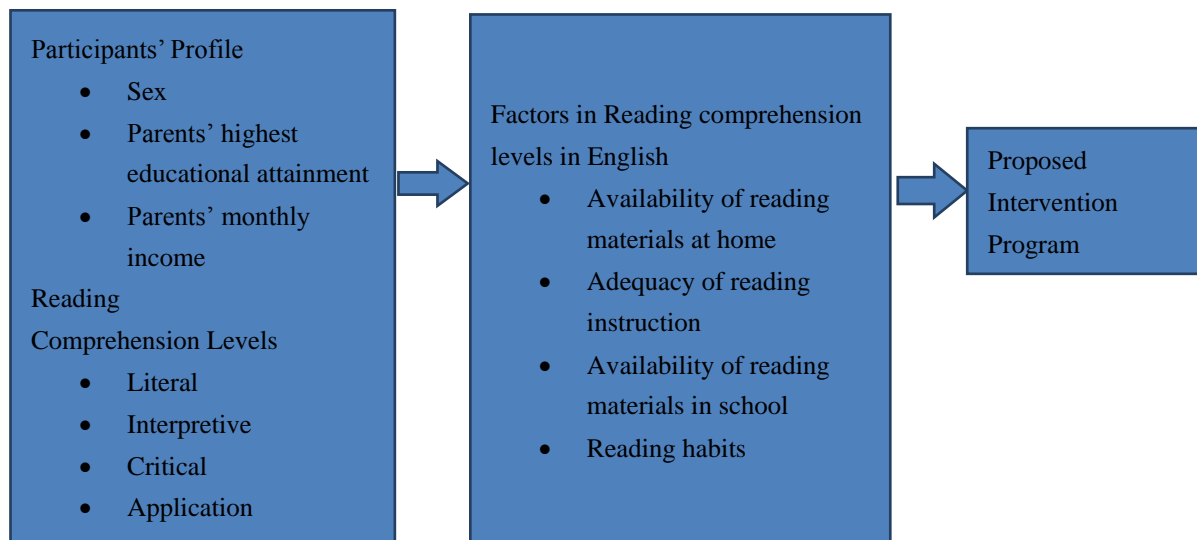 Participants’ Profile
• Sex
• Parents’ highest
educational attainment
• Parents’ monthly
income
Reading
Comprehension Levels
• Literal
• Interpretive
• Critical
• Application
Factors in Reading comprehension
levels in English
• Availability of reading
materials at home
• Adequacy of reading
instruction
• Availability of reading
materials in school
• Reading habits
Proposed
Intervention
Program